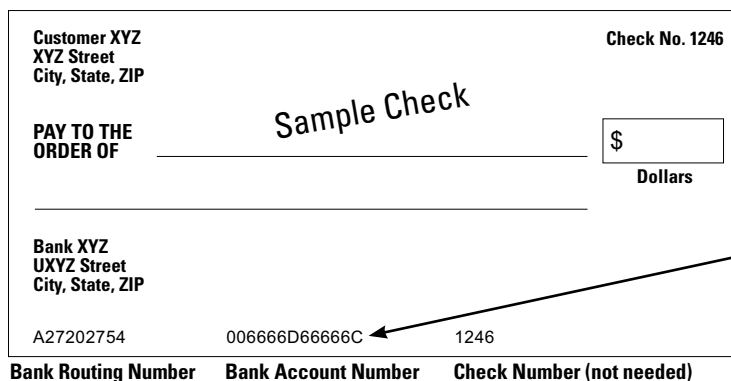 Customer XYZ
XYZ Street
City, State, ZIP
Check No. 1246
Sample Check
PAY TO THE
ORDER OF
$
Dollars
Bank XYZ
UXYZ Street
City, State, ZIP
A27202754 006666D66666C 1246
Bank Routing Number Bank Account Number Check Number (not needed)